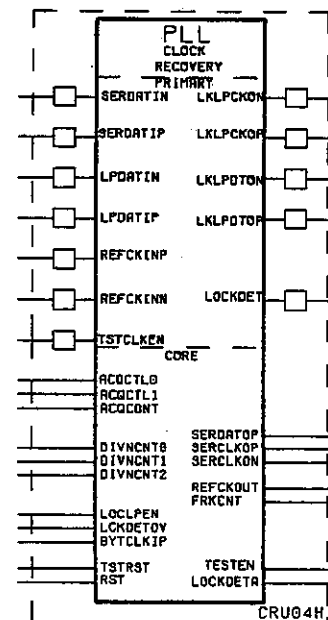 PLL
CLOCK
RECOVERY
PRIMARY
SERDATIN LKLPCKON
SERDATIP LKLPCKOP
LPDATIN LKLPDTON
LPDATIP LKLPDTOP
REFCKINP
REFCKINN LOCKDET
TSTCLKEN
CORE
ACQCTL0
ACQCTL1
ACQCONT
SERDATOP
DIVNCNT0 SERCLKOP
DIVNCNT1 SERCLKON
DIVNCNT2
REFCKOUT
FRKCNT
LOCLPEN
LCKDETOV
BYTCLKIP
TSTRST TESTEN
RST LOCKDETA
CRU04H